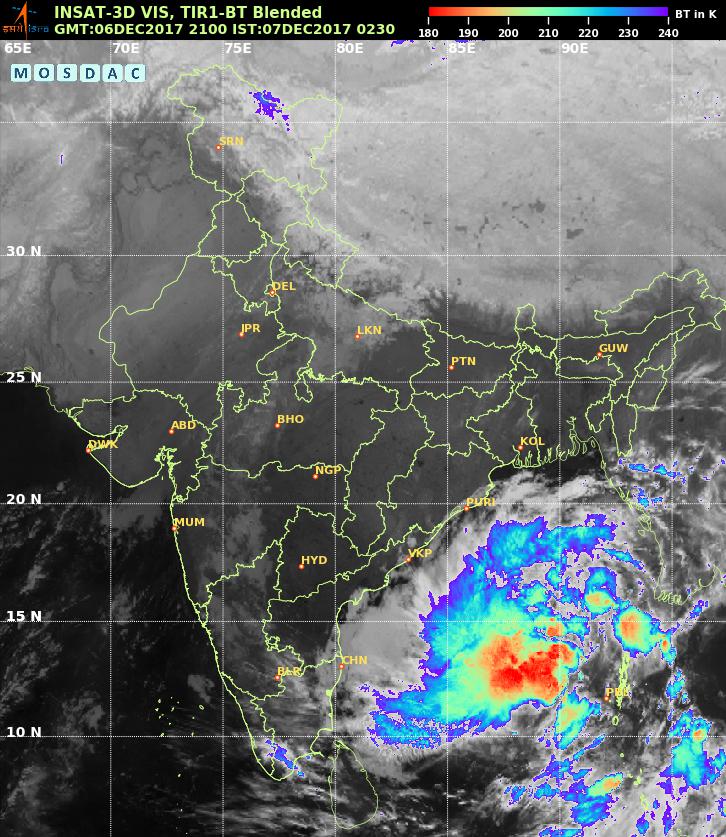 INSAT-3D VIS, TIR1-BT Blended
GMT:06DEC2017 2100 IST:07DEC2017 0230
BT in K
180 190 200 210 220 230 240
65E 70E 75E 80E 85E 90E
M O S D A C
SRN
30 N
DEL
JPR LKN
GUW
PTN
25 N
ABD BHO
DWK KOL
NGP
20 N PURI
MUM
VKP
HYD
15 N
CHN
BLR
PBL
10 N